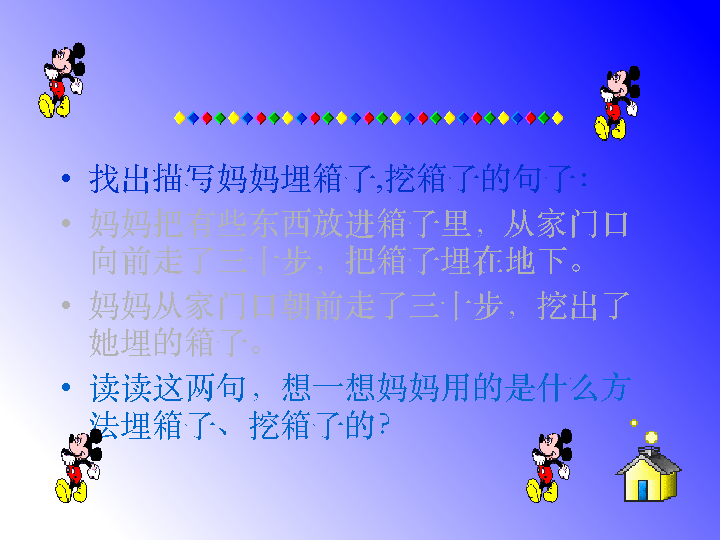 • 找出描写妈妈埋箱子,挖箱子的句子：
• 妈妈把有些东西放进箱子里，从家门口
向前走了三十步，把箱子埋在地下。
• 妈妈从家门口朝前走了三十步，挖出了
她埋的箱子。
• 读读这两句，想一想妈妈用的是什么方
法埋箱子、挖箱子的?